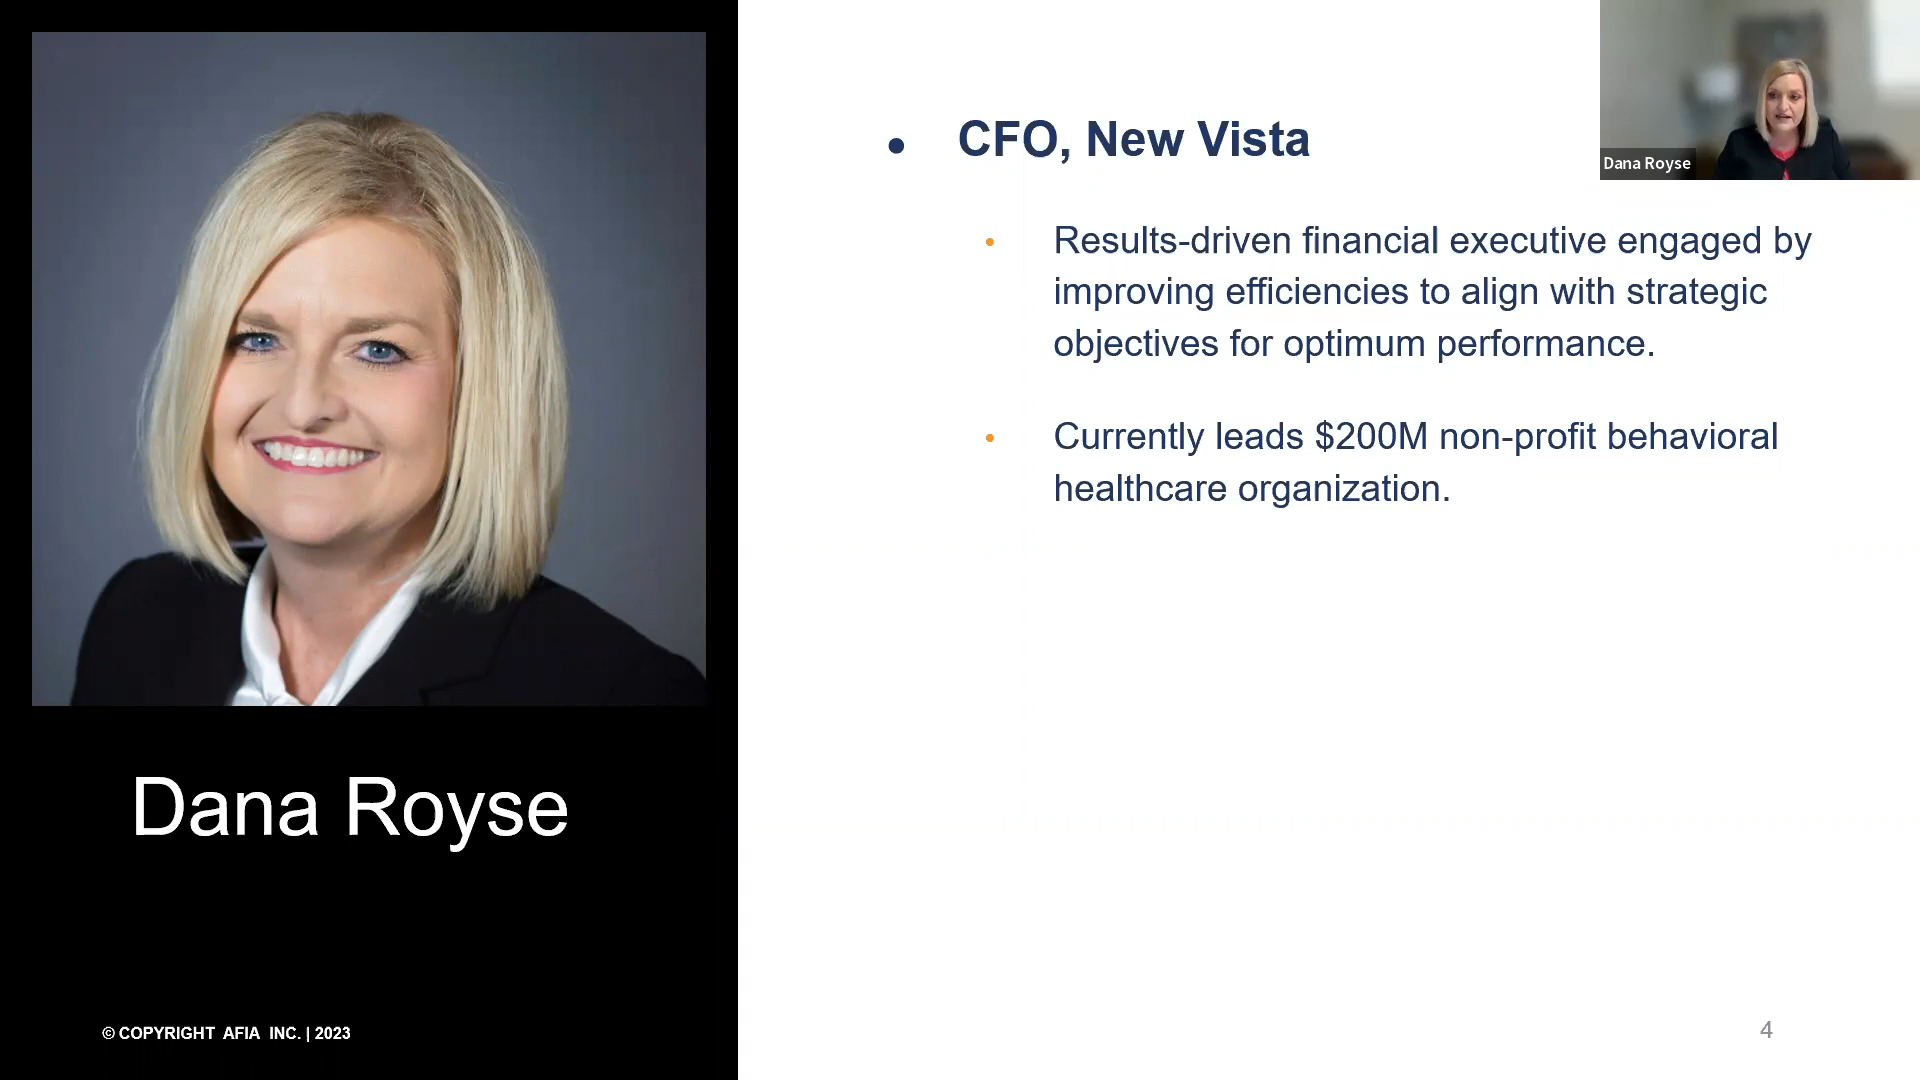 CFO, New Vista
Dana Royse
Results-driven financial executive engaged by
improving efficiencies to align with strategic
objectives for optimum performance.
Currently leads $200M non-profit behavioral
healthcare organization.
Dana Royse
© COPYRIGHT AFIA INC. | 2023
4